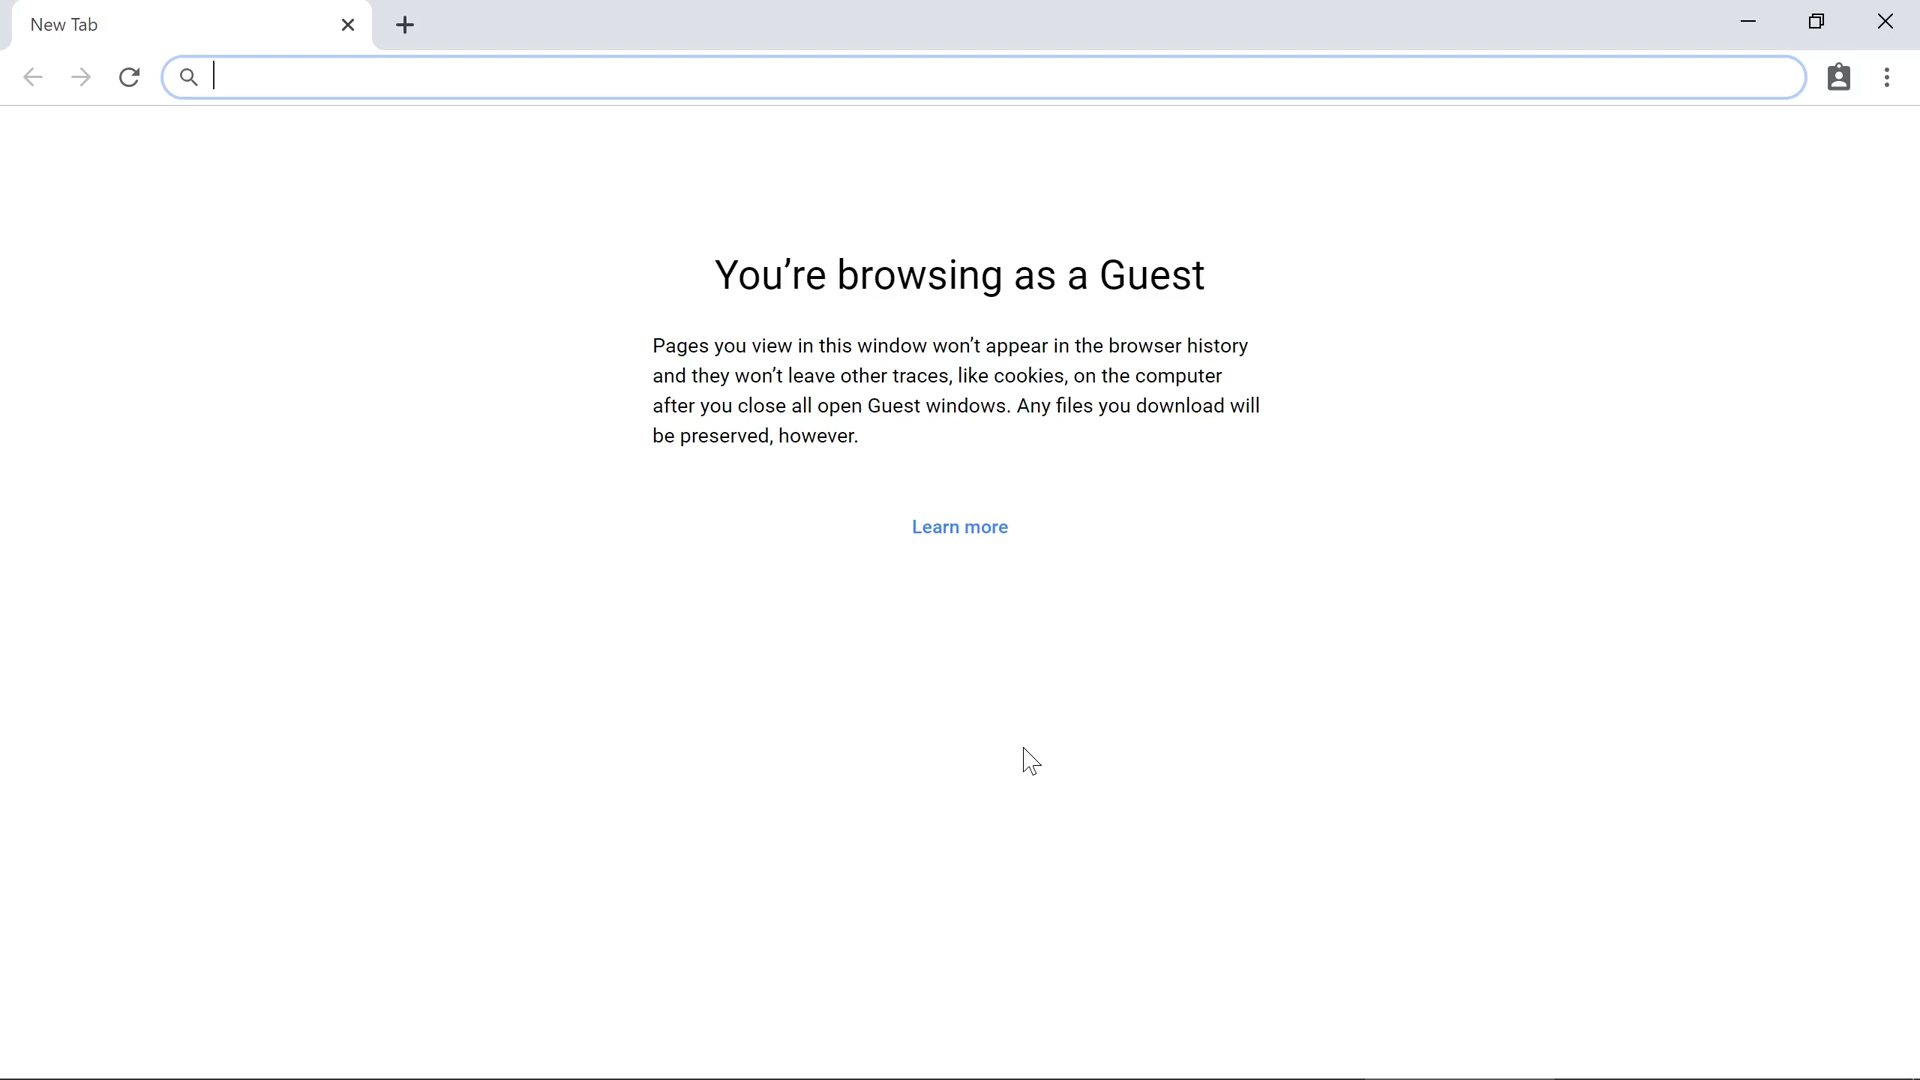 New Tab
You’re browsing as a Guest
Pages you view in this window won’t appear in the browser history
and they won’t leave other traces, like cookies, on the computer
after you close all open Guest windows. Any files you download will
be preserved, however.
Learn more